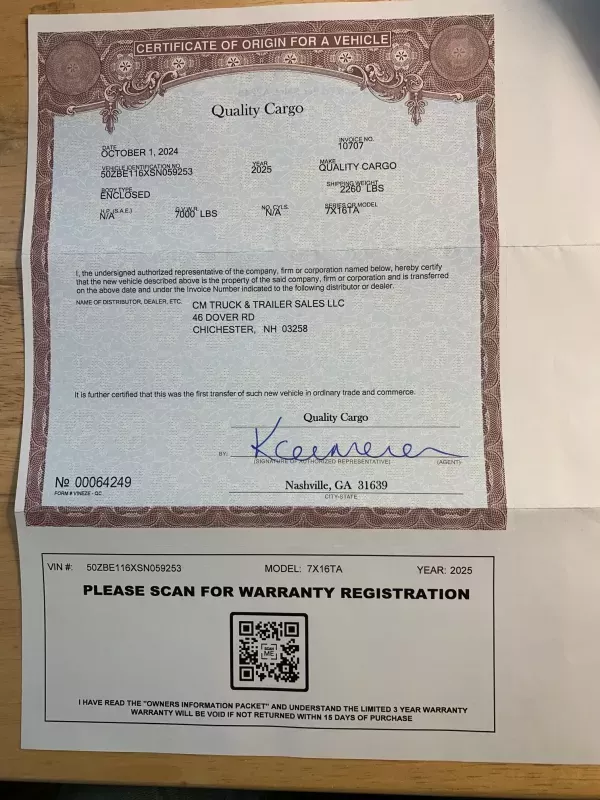 CERTIFICATE OF ORIGIN FOR A VEHICLE
Quality Cargo
DATE
OCTOBER 1, 2024
INVOICE NO.
10707
VEHICLE IDENTIFICATION NO.
50ZBE116XSN059253
YEAR
2025
MAKE
QUALITY CARGO
BODY TYPE
ENCLOSED
SHIPPING WEIGHT
2260 LBS
H.P. (S.A.E.)
N/A
G.V.W.R.
7000 LBS
NO. CYLS.
N/A
SERIES OR MODEL
7X16TA
I, the undersigned authorized representative of the company, firm or corporation named below, hereby certify
that the new vehicle described above is the property of the said company, firm or corporation and is transferred
on the above date and under the Invoice Number indicated to the following distributor or dealer.
NAME OF DISTRIBUTOR, DEALER, ETC.
CM TRUCK & TRAILER SALES LLC
46 DOVER RD
CHICHESTER, NH 03258
It is further certified that this was the first transfer of such new vehicle in ordinary trade and commerce.
Quality Cargo
BY:
(SIGNATURE OF AUTHORIZED REPRESENTATIVE) (AGENT)
Nashville, GA 31639
CITY-STATE
№ 00064249
FORM # VINEZE - QC
VIN #: 50ZBE116XSN059253 MODEL: 7X16TA YEAR: 2025
PLEASE SCAN FOR WARRANTY REGISTRATION
SCAN
ME
I HAVE READ THE "OWNERS INFORMATION PACKET" AND UNDERSTAND THE LIMITED 3 YEAR WARRANTY
WARRANTY WILL BE VOID IF NOT RETURNED WITHN 15 DAYS OF PURCHASE